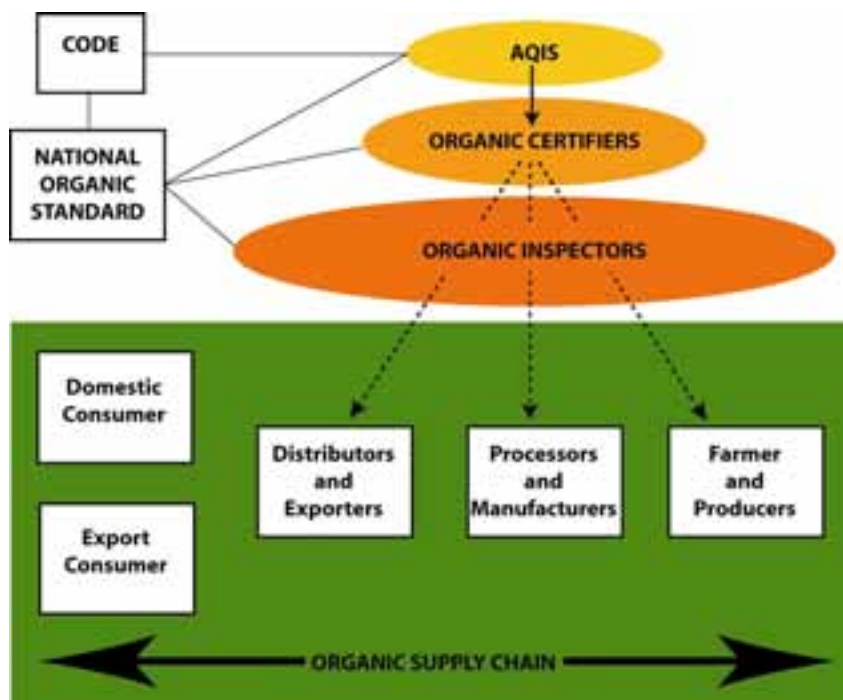 CODE
AQIS
ORGANIC CERTIFIERS
NATIONAL
ORGANIC
STANDARD
ORGANIC INSPECTORS
Domestic
Consumer
Distributors
and
Exporters
Processors
and
Manufacturers
Farmer
and
Producers
Export
Consumer
ORGANIC SUPPLY CHAIN